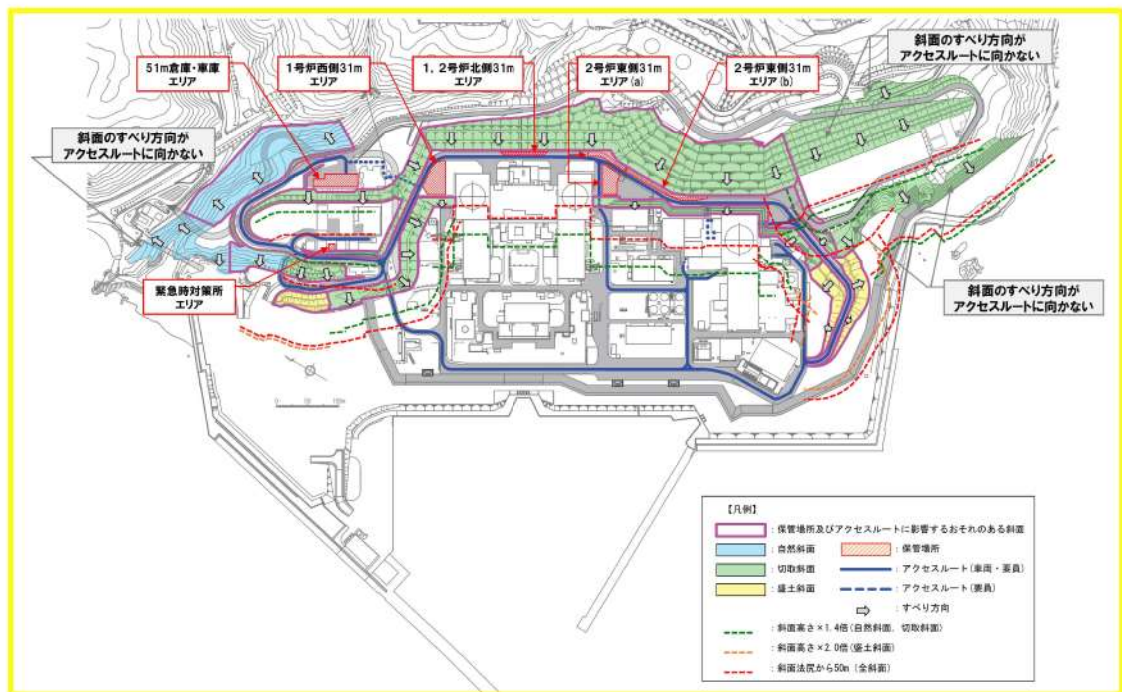 斜面のすべり方向が
アクセスルートに向かない
51m倉庫・車庫
エリア
1号炉西側31m
エリア
1，2号炉北側31m
エリア
2号炉東側31m
エリア(a)
2号炉東側31m
エリア(b)
斜面のすべり方向が
アクセスルートに向かない
緊急時対策所
エリア
斜面のすべり方向が
アクセスルートに向かない
【凡例】
：保管場所及びアクセスルートに影響するおそれのある斜面
：自然斜面
：保管場所
：切取斜面
：アクセスルート(車両・要員)
：盛土斜面
：アクセスルート(要員)
：すべり方向
：斜面高さ×1.4倍(自然斜面，切取斜面)
：斜面高さ×2.0倍(盛土斜面)
：斜面法尻から50m(全斜面)